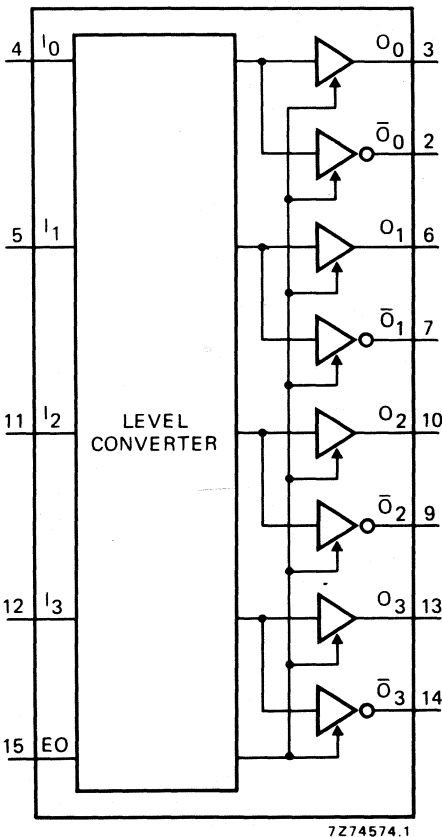 4 I0 O0 3
Ō0 2
5 I1 O1 6
Ō1 7
11 I2 O2 10
LEVEL
CONVERTER
Ō2 9
12 I3 O3 13
Ō3 14
15 EO
7Z74574.1